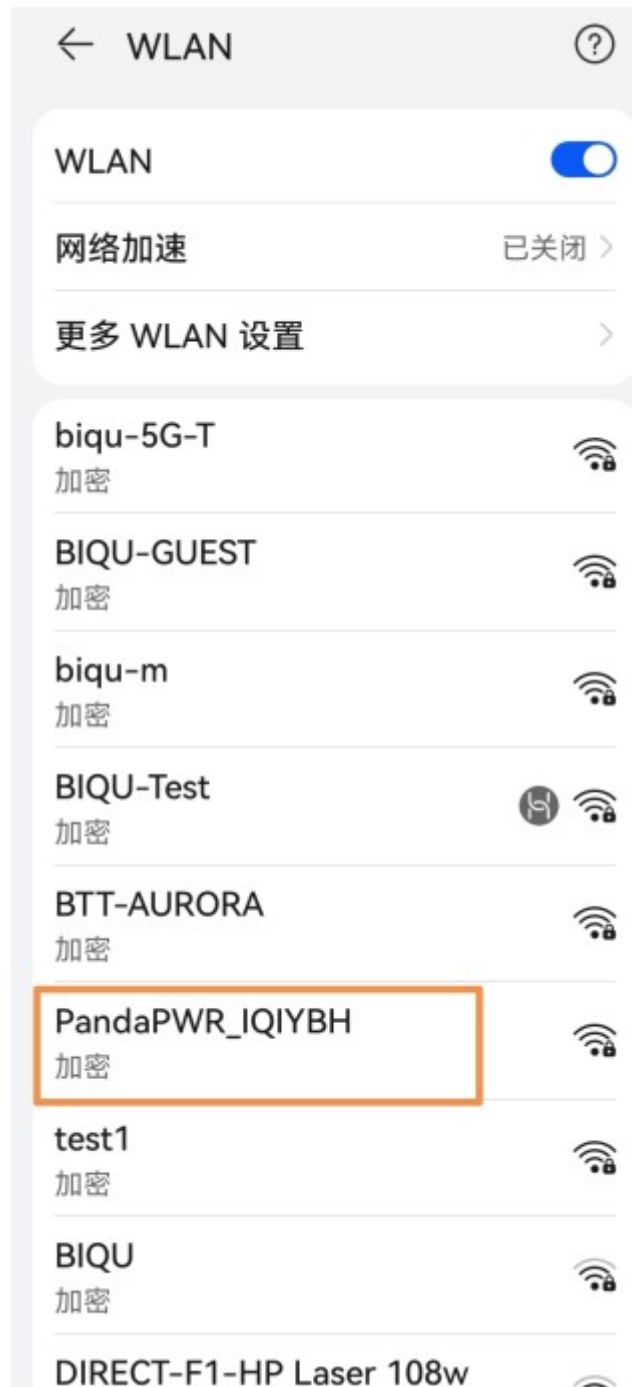 WLAN
WLAN
网络加速 已关闭
更多 WLAN 设置
biqu-5G-T
加密
BIQU-GUEST
加密
biqu-m
加密
BIQU-Test
加密
BTT-AURORA
加密
PandaPWR_IQIYBH
加密
test1
加密
BIQU
加密
DIRECT-F1-HP Laser 108w